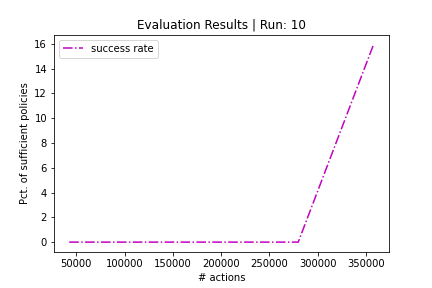 Evaluation Results | Run: 10
success rate
Pct. of sufficient policies
16
14
12
10
8
6
4
2
0
50000 100000 150000 200000 250000 300000 350000
# actions